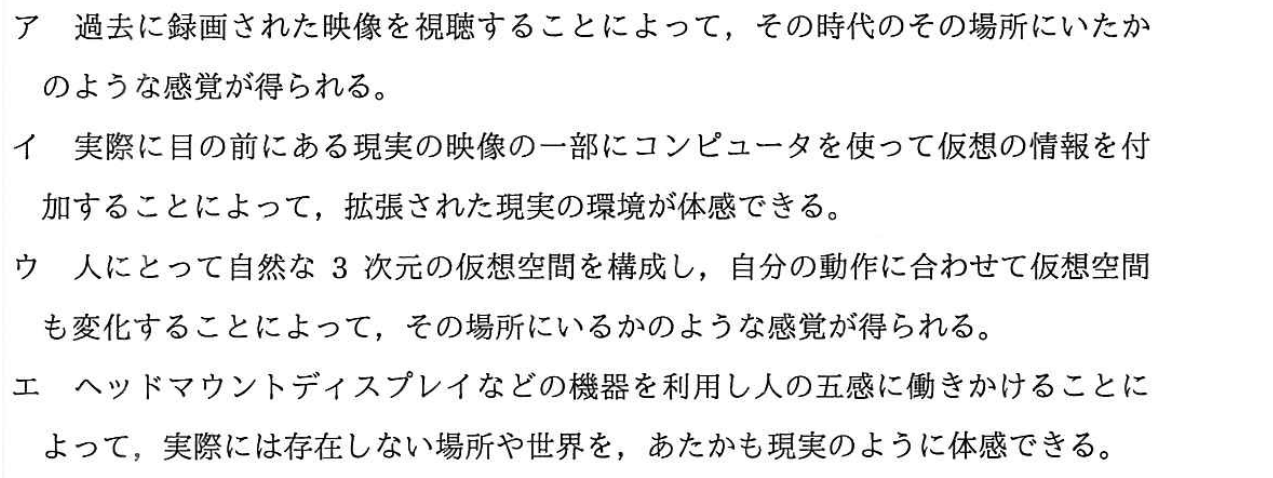 ア　過去に録画された映像を視聴することによって，その時代のその場所にいたか
のような感覚が得られる。
イ　実際に目の前にある現実の映像の一部にコンピュータを使って仮想の情報を付
加することによって，拡張された現実の環境が体感できる。
ウ　人にとって自然な 3 次元の仮想空間を構成し，自分の動作に合わせて仮想空間
も変化することによって，その場所にいるかのような感覚が得られる。
エ　ヘッドマウントディスプレイなどの機器を利用し人の五感に働きかけることに
よって，実際には存在しない場所や世界を，あたかも現実のように体感できる。